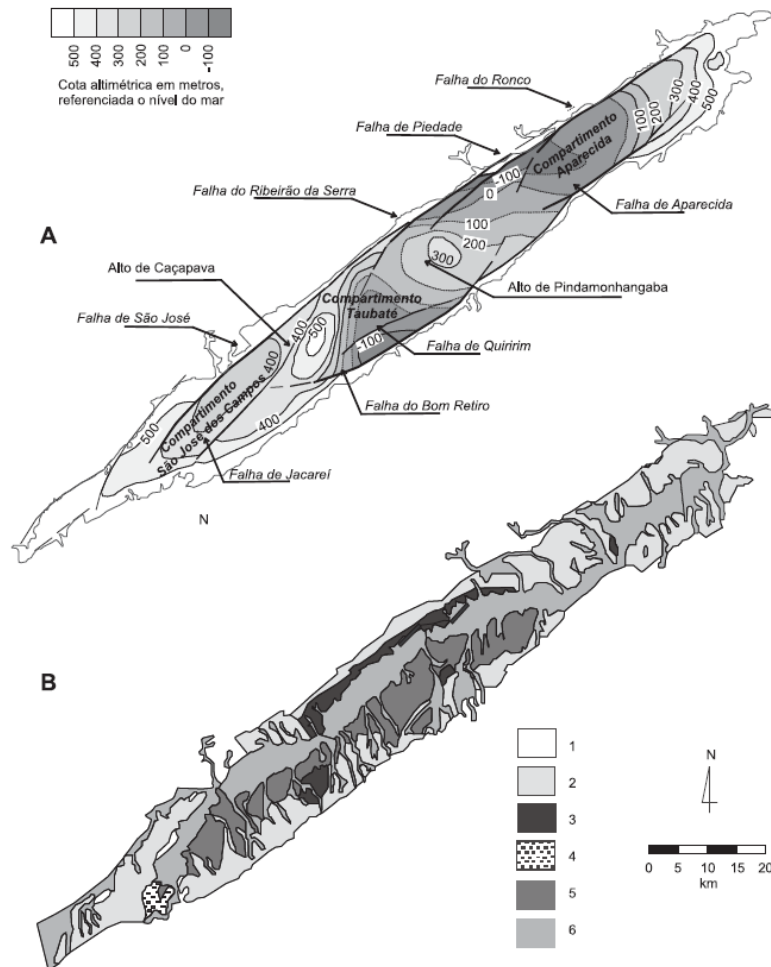 500
400
300
200
100
0
-100
Cota altimétrica em metros,
referenciada o nível do mar
A
Falha do Ronco
Falha de Piedade
Falha do Ribeirão da Serra
Alto de Caçapava
Falha de São José
Compartimento
Aparecida
300
400
500
200
100
-100
0
Falha de Aparecida
100
200
300
Alto de Pindamonhangaba
Compartimento
Taubaté
-100
Falha de Quiririm
Falha do Bom Retiro
400
500
400
400
Compartimento
São José dos Campos
500
Falha de Jacareí
N
B
1
2
3
4
5
6
N
0 5 10 15 20
km